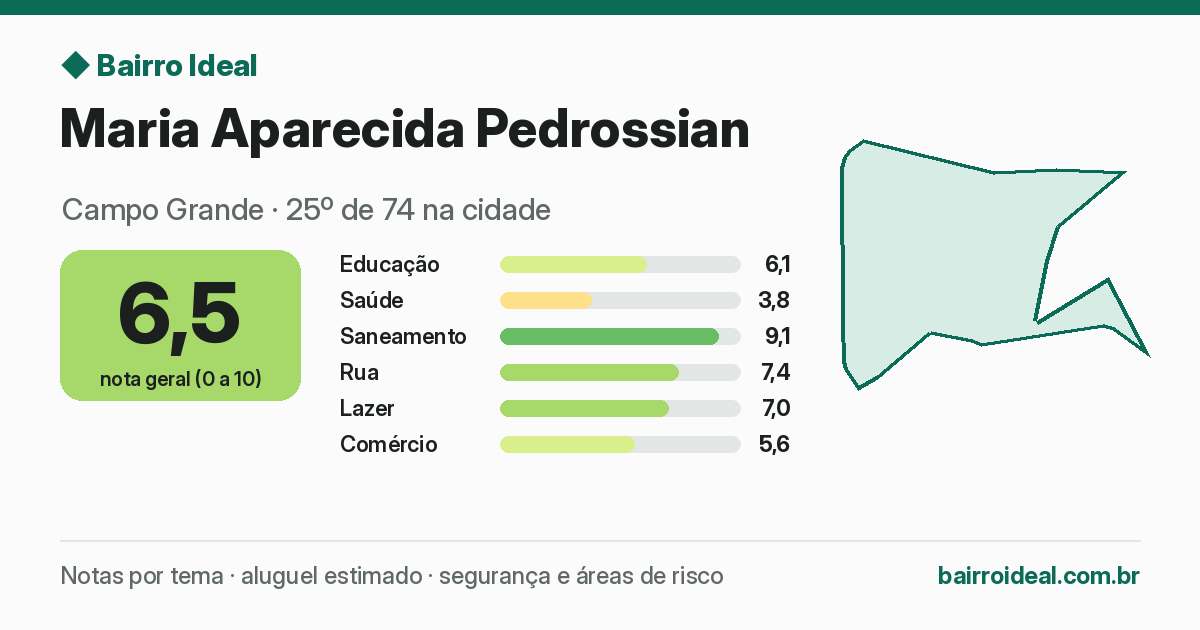 Bairro Ideal
Maria Aparecida Pedrossian
Campo Grande · 25º de 74 na cidade
6,5
nota geral (0 a 10)
Educação 6,1
Saúde 3,8
Saneamento 9,1
Rua 7,4
Lazer 7,0
Comércio 5,6
Notas por tema · aluguel estimado · segurança e áreas de risco
bairroideal.com.br